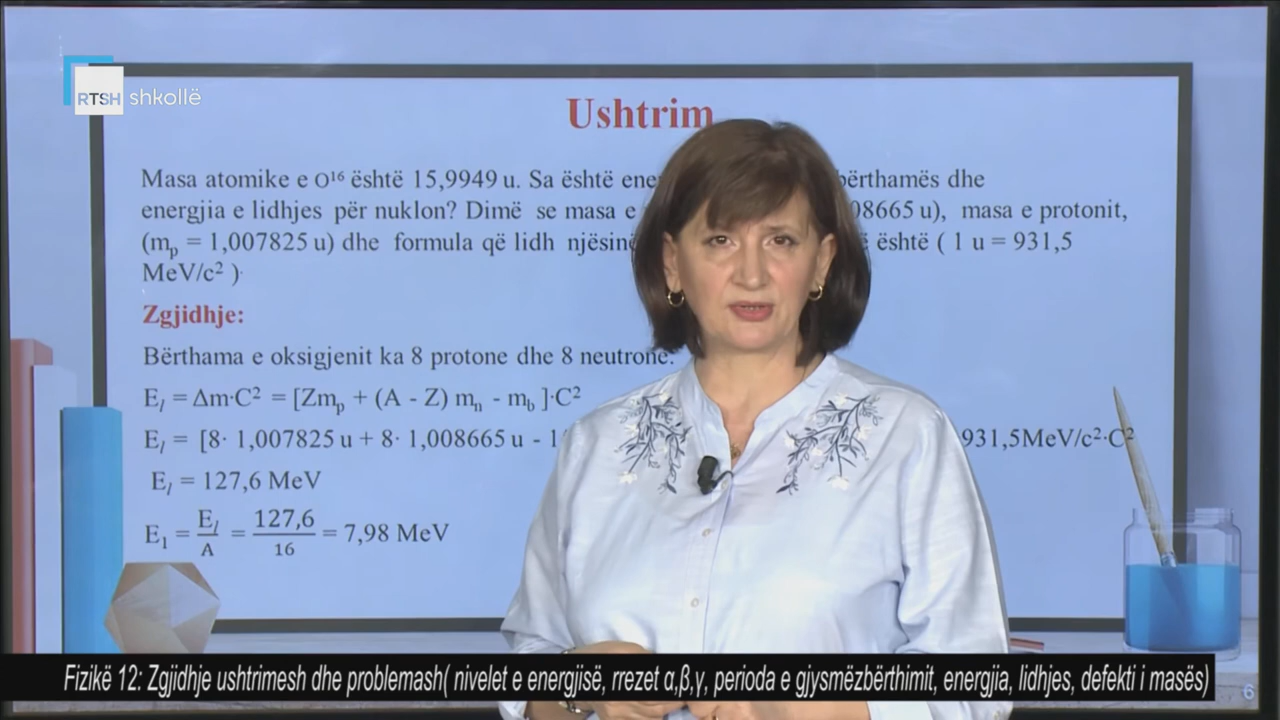 RTSH shkollë
Ushtrim
Masa atomike e O¹⁶ është 15,9949 u. Sa është bërthamës dhe
energjia e lidhjes për nuklon? Dimë se masa e 08665 u), masa e protonit,
(mₚ = 1,007825 u) dhe formula që lidh është ( 1 u = 931,5
MeV/c² )
Zgjidhje:
Bërthama e oksigjenit ka 8 protone dhe 8 neutrone.
E𝑙 = Δm·C² = [Zmₚ + (A - Z) mₙ - m_b ]·C²
E𝑙 = [8· 1,007825 u + 8· 1,008665 u - 931,5MeV/c²·C²
E𝑙 = 127,6 MeV
E₁ = E𝑙/A = 127,6/16 = 7,98 MeV
Fizikë 12: Zgjidhje ushtrimesh dhe problemash( nivelet e energjisë, rrezet α,β,γ, perioda e gjysmëzbërthimit, energjia, lidhjes, defekti i masës)
6